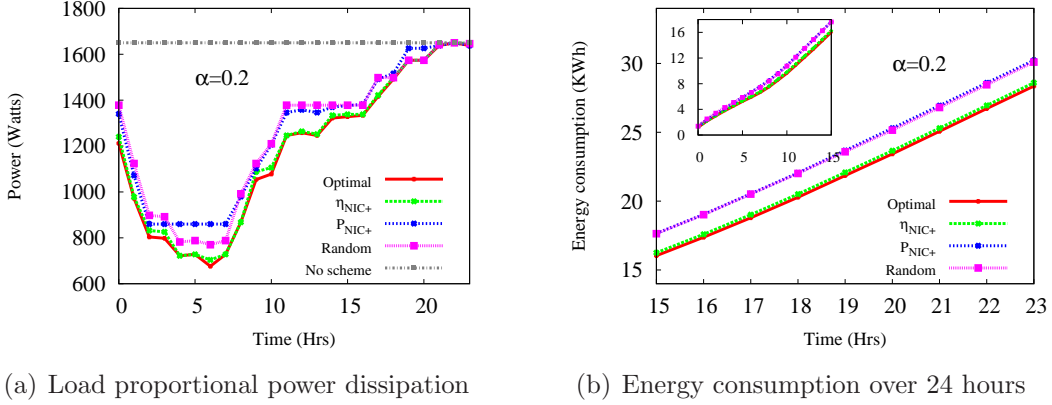 1800
1600
1400
1200
1000
800
600
0
5
10
15
20
Power (Watts)
Time (Hrs)
α=0.2
Optimal
ηNIC+
PNIC+
Random
No scheme
(a) Load proportional power dissipation
30
25
20
15
15
16
17
18
19
20
21
22
23
Energy consumption (KWh)
Time (Hrs)
α=0.2
16
12
8
4
0
0
5
10
15
Optimal
ηNIC+
PNIC+
Random
(b) Energy consumption over 24 hours